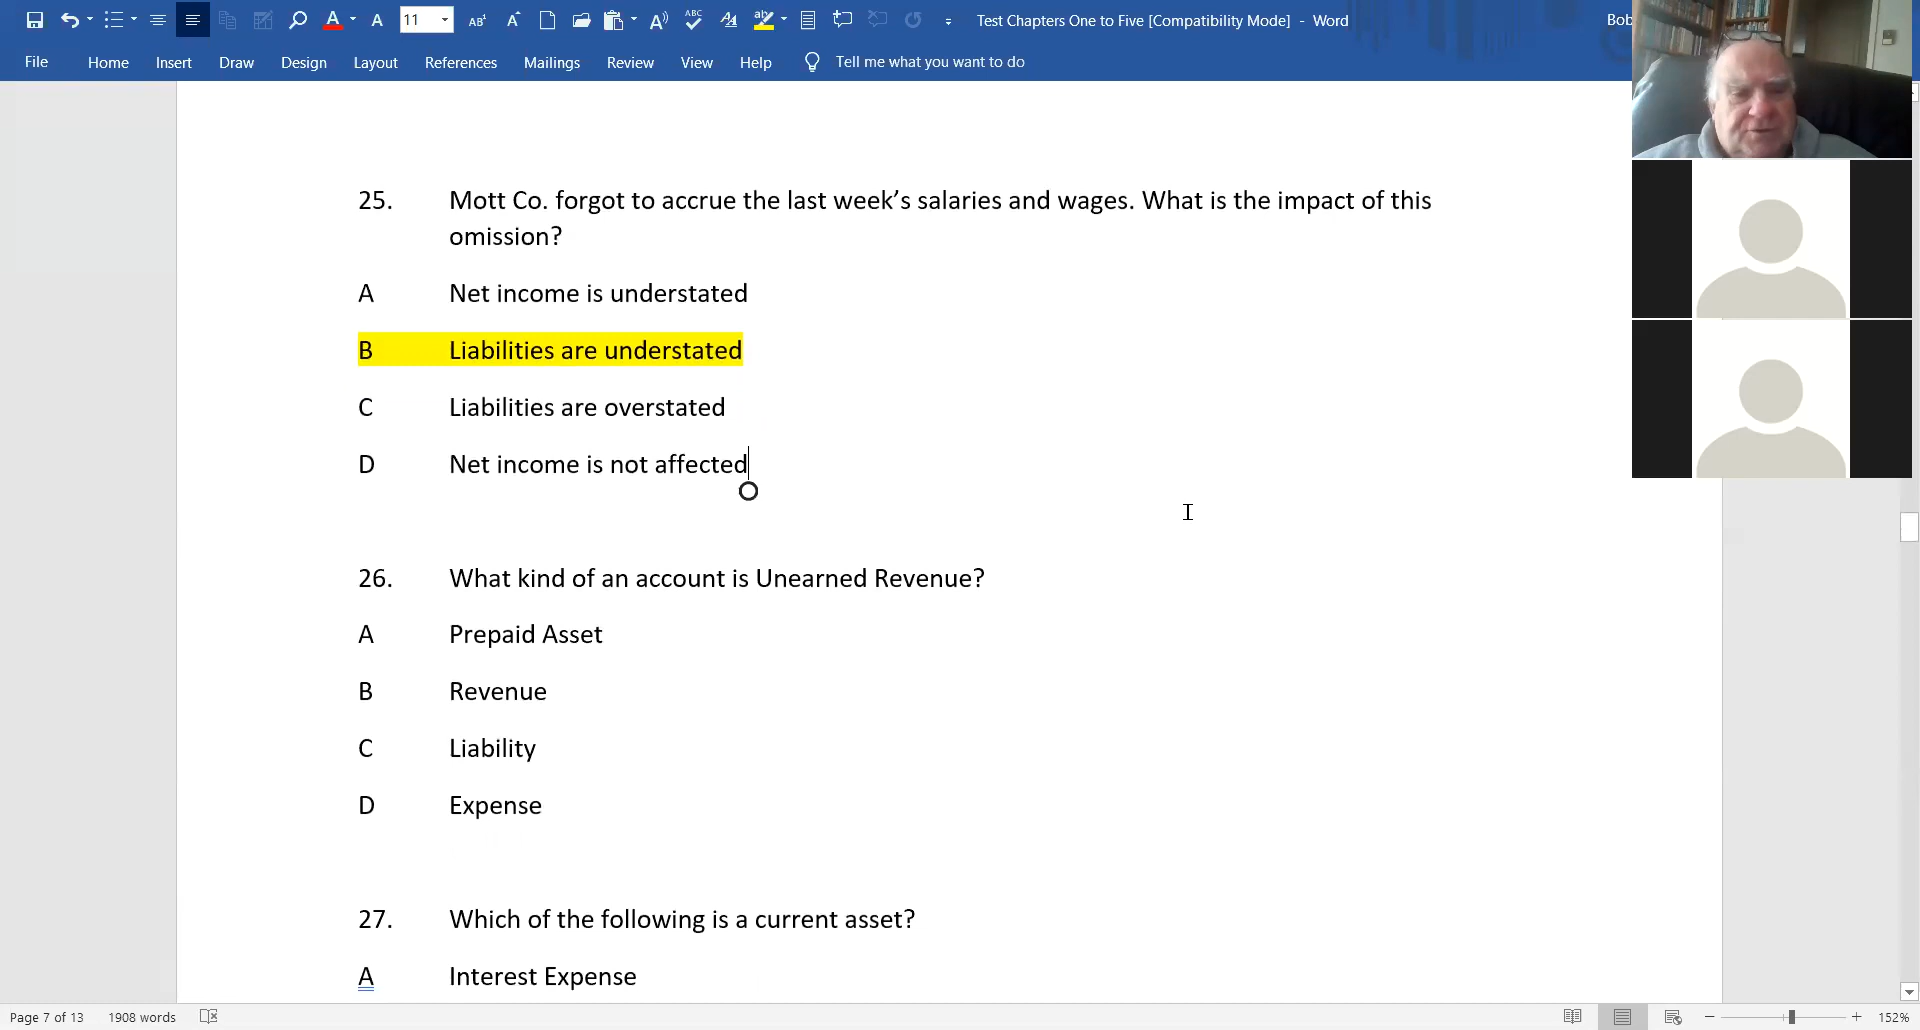 11
Test Chapters One to Five [Compatibility Mode] - Word
Bob
File Home Insert Draw Design Layout References Mailings Review View Help Tell me what you want to do
25. Mott Co. forgot to accrue the last week’s salaries and wages. What is the impact of this
omission?
A Net income is understated
B Liabilities are understated
C Liabilities are overstated
D Net income is not affected
26. What kind of an account is Unearned Revenue?
A Prepaid Asset
B Revenue
C Liability
D Expense
27. Which of the following is a current asset?
A Interest Expense
Page 7 of 13 1908 words 152%